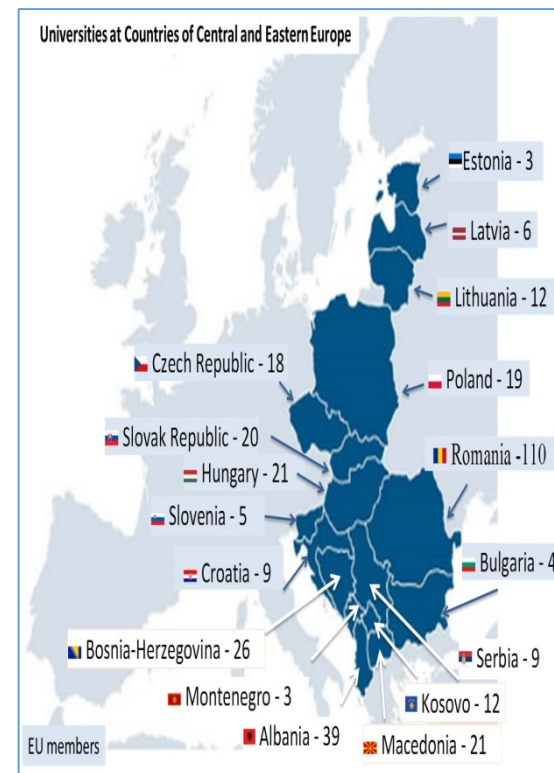 Universities at Countries of Central and Eastern Europe
Estonia - 3
Latvia - 6
Lithuania - 12
Czech Republic - 18
Poland - 19
Slovak Republic - 20
Romania -110
Hungary - 21
Slovenia - 5
Bulgaria - 4
Croatia - 9
Bosnia-Herzegovina - 26
Serbia - 9
Montenegro - 3
Kosovo - 12
Albania - 39
Macedonia - 21
EU members